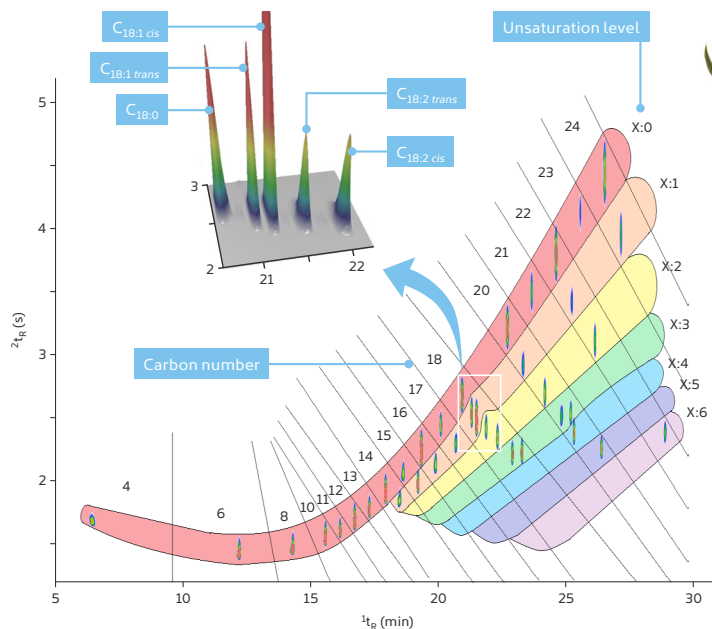 C18:1 cis
Unsaturation level
C18:1 trans
C18:2 trans
C18:0
C18:2 cis
3
2
21
22
5
4
3
2
²tR (s)
24
X:0
23
X:1
22
X:2
21
X:3
20
X:4
18
X:5
17
X:6
16
15
14
13
12
11
10
8
6
4
Carbon number
5
10
15
20
25
30
¹tR (min)